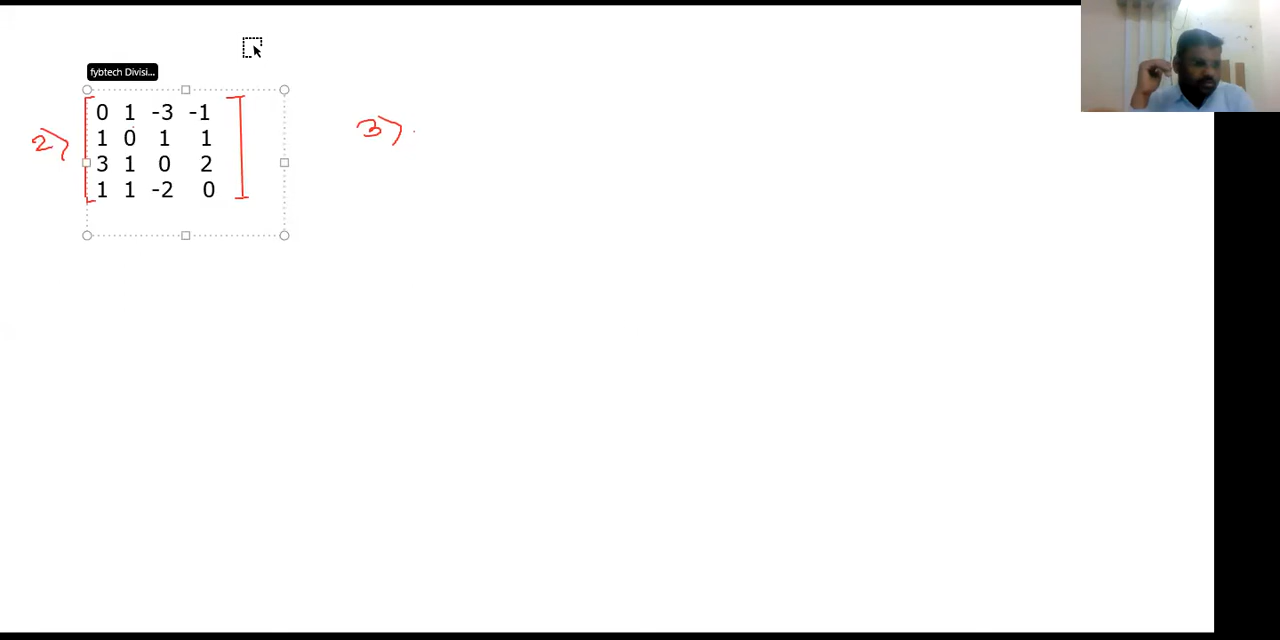 fybtech Divisi...
2) 0 1 -3 -1
1 0 1 1
3 1 0 2
1 1 -2 0
3)